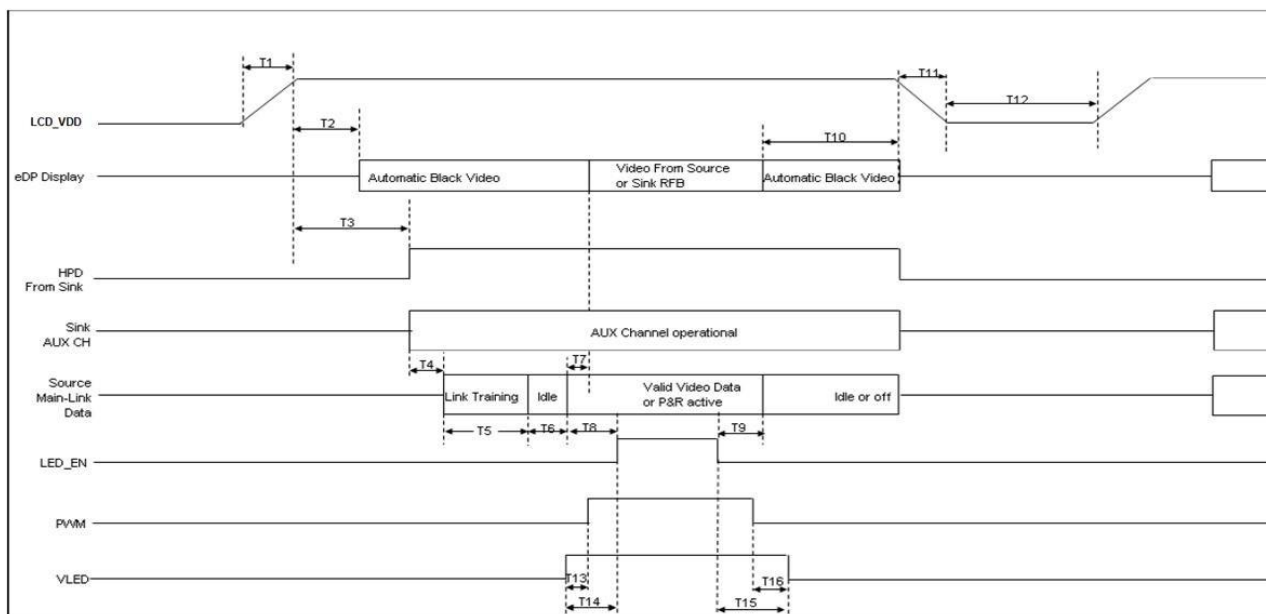 T1
T11
T12
LCD_VDD
T2
T10
eDP Display
Automatic Black Video
Video From Source
or Sink RFB
Automatic Black Video
T3
HPD
From Sink
Sink
AUX CH
AUX Channel operational
T4
T7
Source
Main-Link
Data
Link Training
Idle
Valid Video Data
or P&R active
Idle or off
T5
T6
T8
T9
LED_EN
PWM
VLED
T13
T16
T14
T15